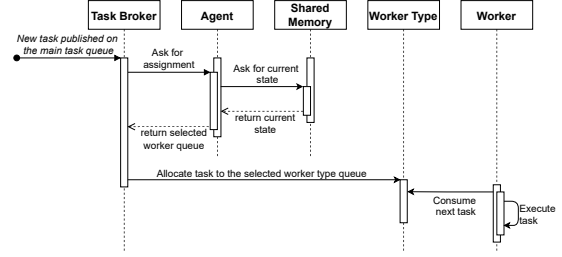 Task Broker
Agent
Shared
Memory
Worker Type
Worker
New task published on
the main task queue
Ask for
assignment
Ask for current
state
return current
state
return selected
worker queue
Allocate task to the selected worker type queue
Consume
next task
Execute
task